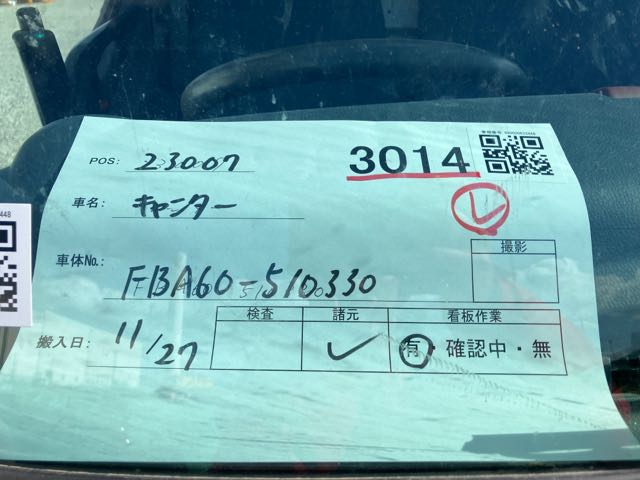 POS: 23007
3014
車名: キャンター
撮影
車体No.: FBA60-510330
検査 諸元 看板作業
搬入日: 11/27 ✓ 有・確認中・無
448